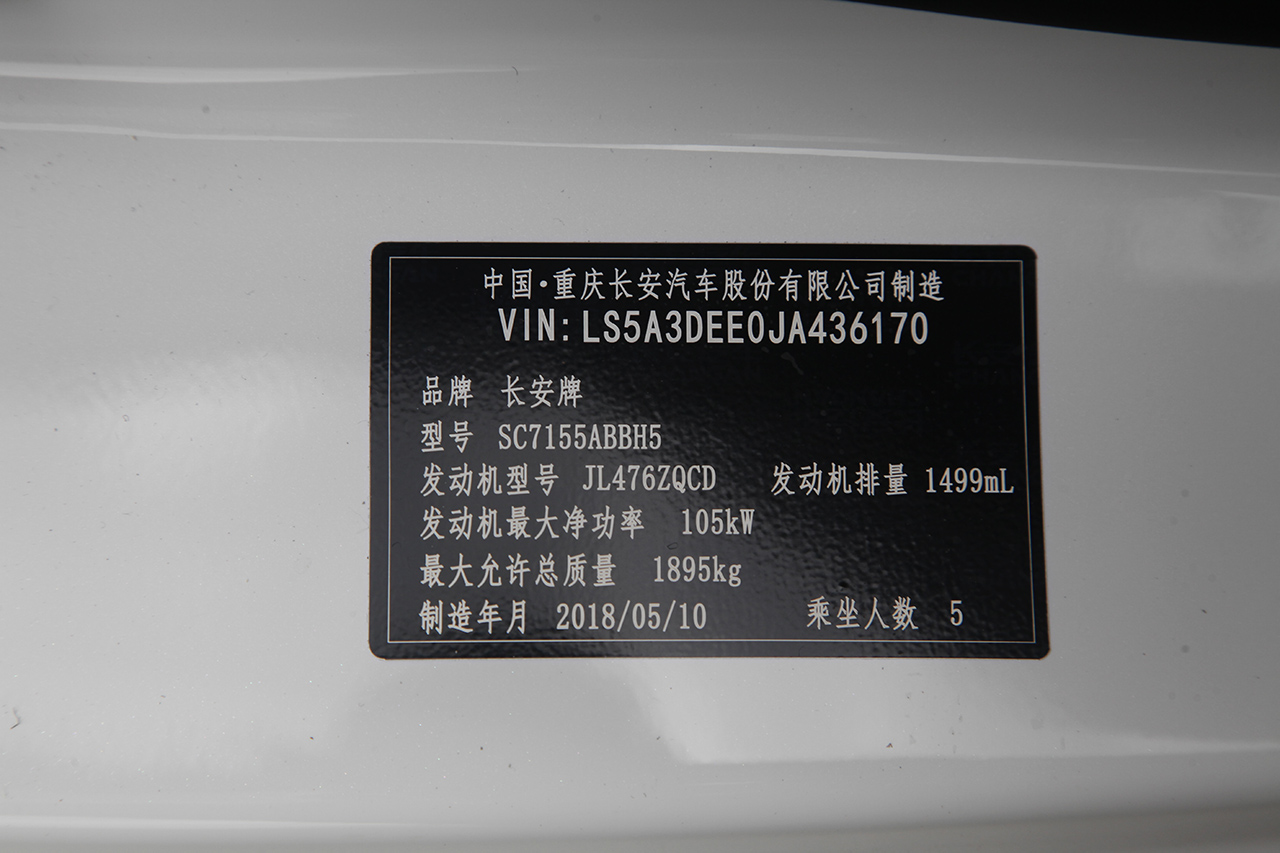 中国·重庆长安汽车股份有限公司制造
VIN:LS5A3DEE0JA436170
品牌 长安牌
型号 SC7155ABBH5
发动机型号 JL476ZQCD 发动机排量 1499mL
发动机最大净功率 105kW
最大允许总质量 1895kg
制造年月 2018/05/10 乘坐人数 5